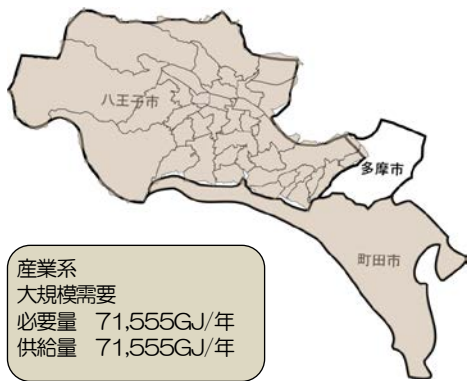 八王子市
多摩市
町田市
産業系
大規模需要
必要量 71,555GJ/年
供給量 71,555GJ/年